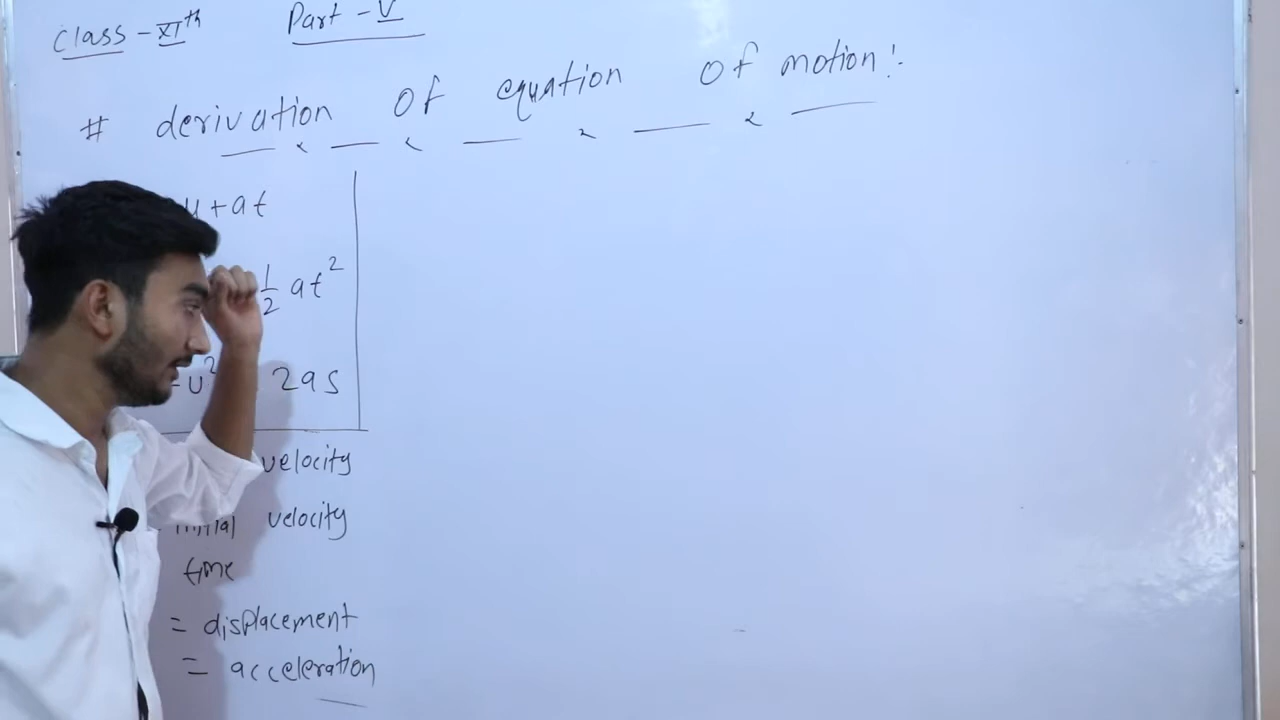 Class - XIth Part - V
# derivation Of equation Of motion :-
u + at
1/2 at²
- u² 2as
velocity
initial velocity
time
= displacement
= acceleration